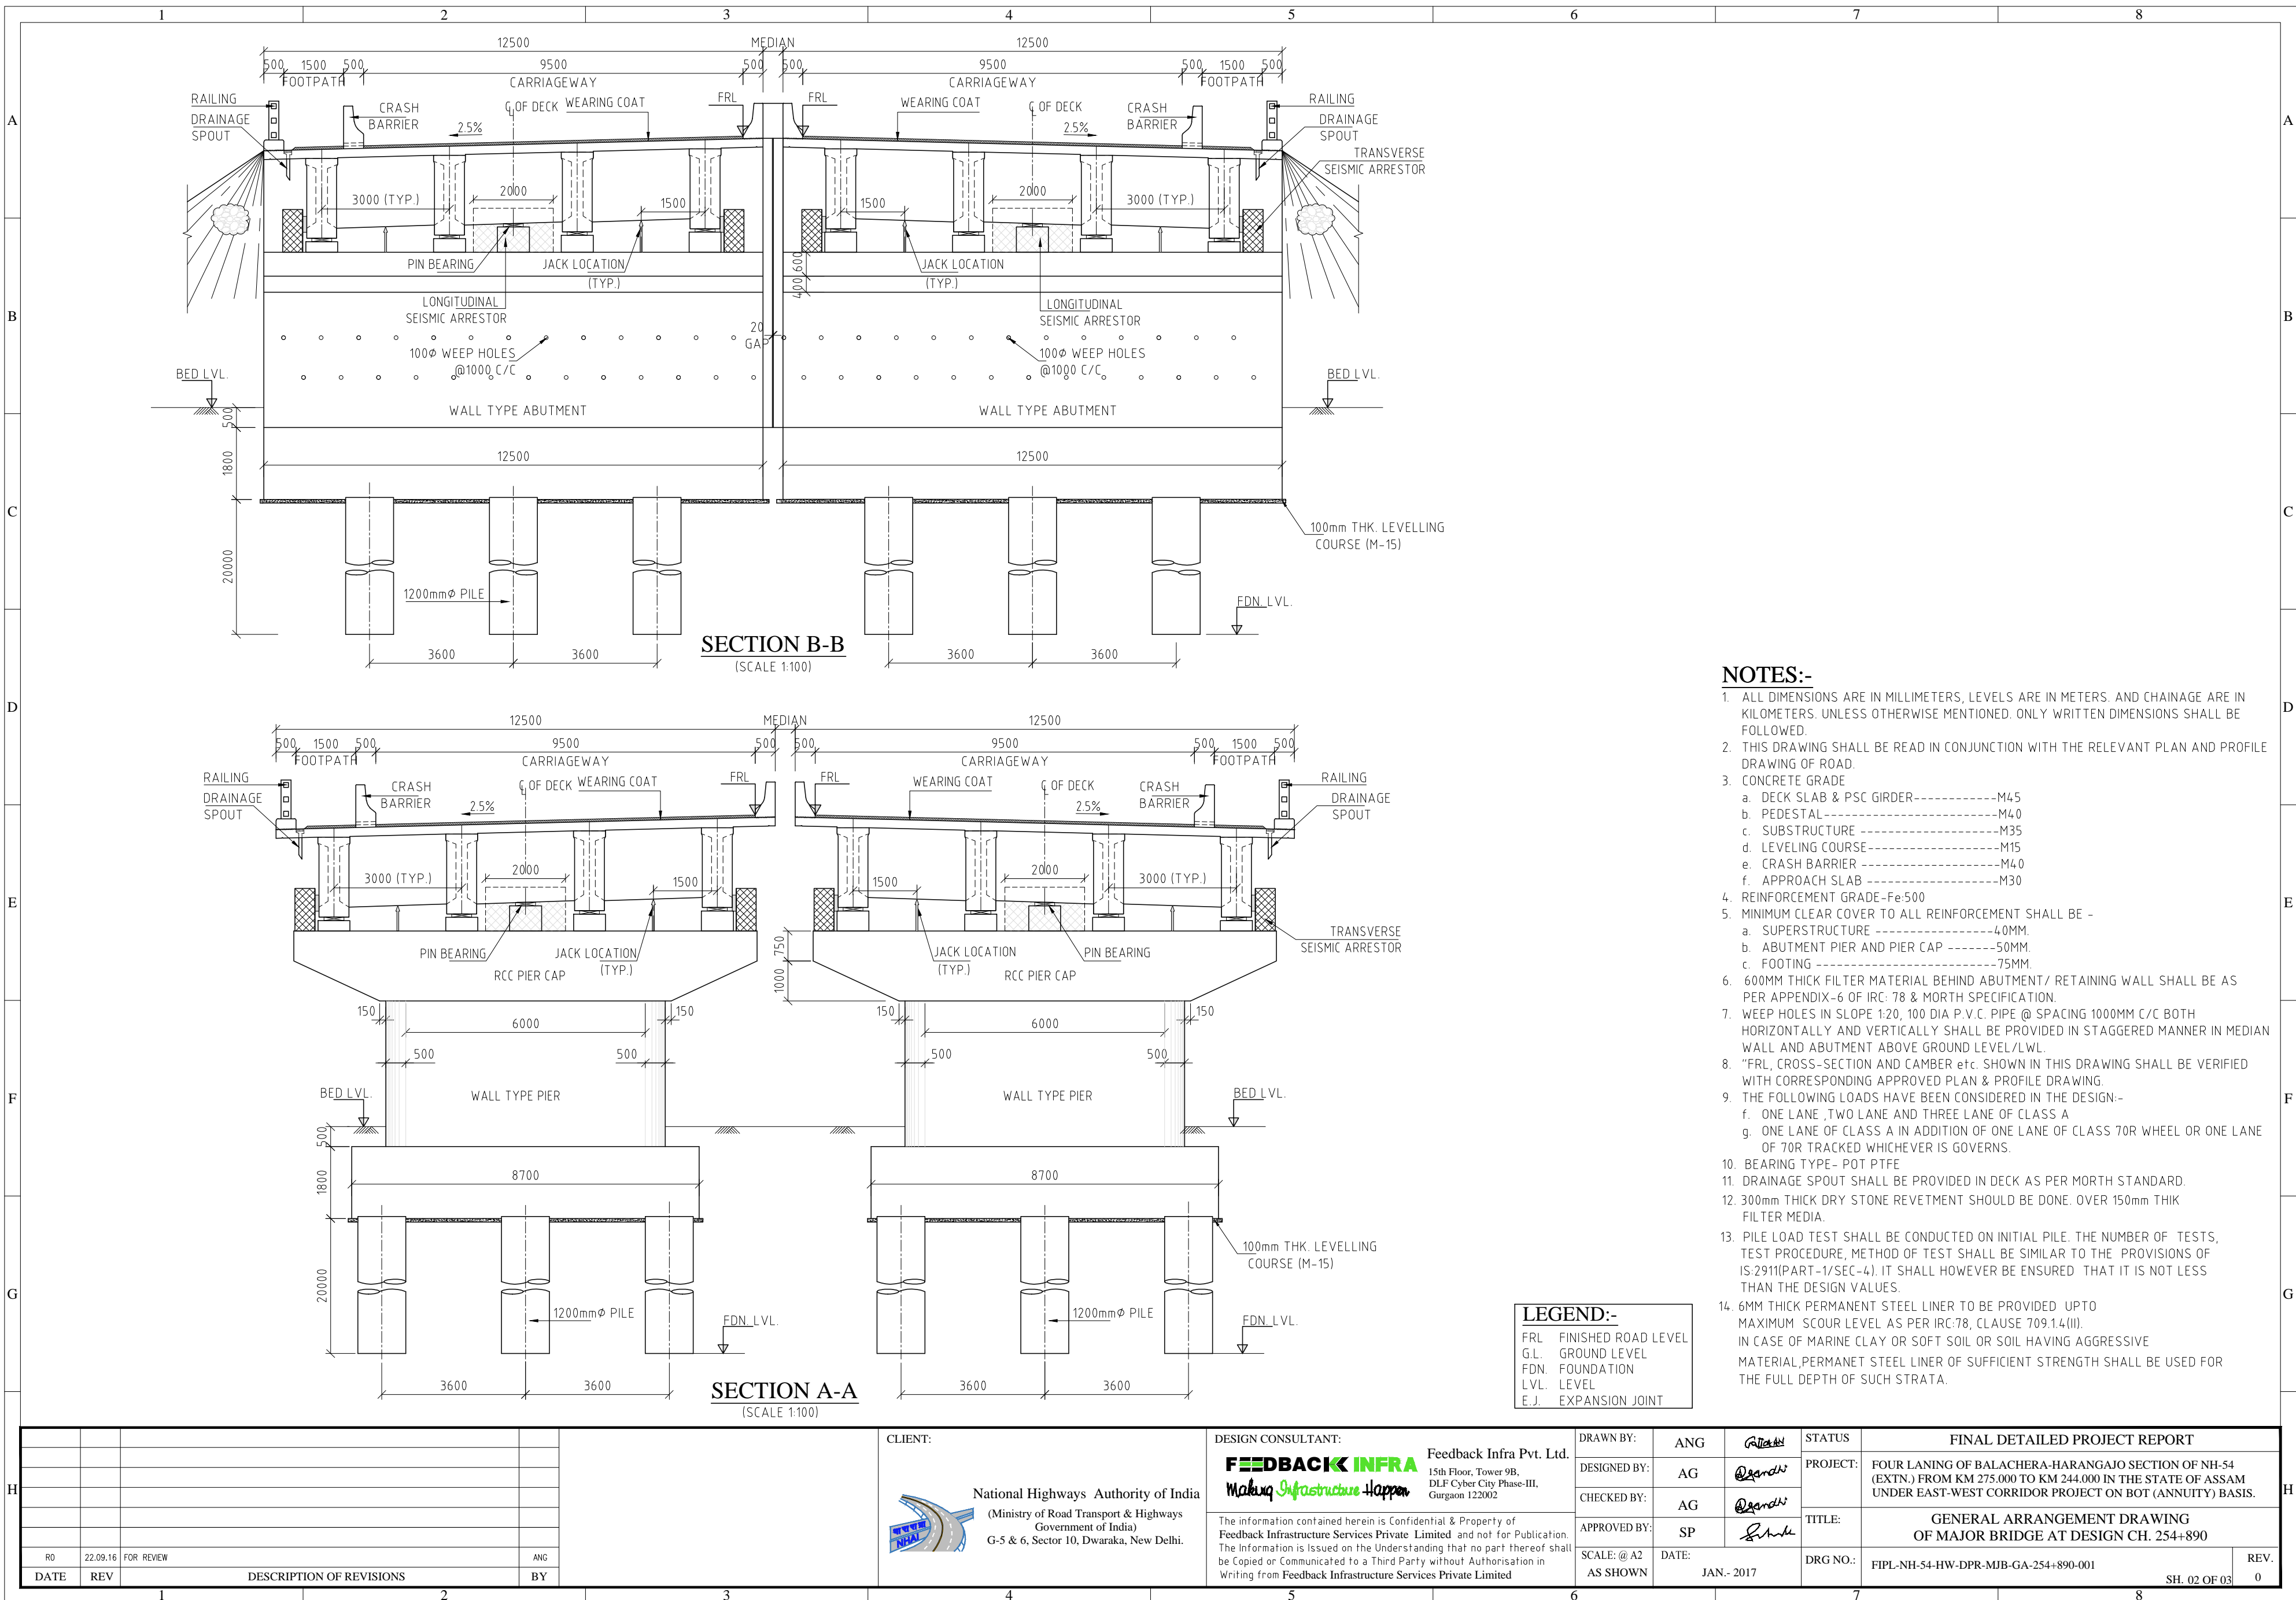 1 2 3 4 5 6 7 8
A
B
C
D
E
F
G
H
12500 MEDIAN 12500
500 1500 500 9500 500 500 9500 500 1500 500
FOOTPATH CARRIAGEWAY CARRIAGEWAY FOOTPATH
RAILING
DRAINAGE
SPOUT
CRASH
BARRIER
2.5%
℄ OF DECK
WEARING COAT
FRL
FRL
WEARING COAT
℄ OF DECK
2.5%
CRASH
BARRIER
RAILING
DRAINAGE
SPOUT
TRANSVERSE
SEISMIC ARRESTOR
3000 (TYP.)
2000
1500
1500
2000
3000 (TYP.)
PIN BEARING
JACK LOCATION
(TYP.)
JACK LOCATION
(TYP.)
600
400
LONGITUDINAL
SEISMIC ARRESTOR
LONGITUDINAL
SEISMIC ARRESTOR
20
GAP
100Φ WEEP HOLES
@1000 C/C
100Φ WEEP HOLES
@1000 C/C
BED LVL.
BED LVL.
WALL TYPE ABUTMENT
WALL TYPE ABUTMENT
500
1800
12500
12500
20000
100mm THK. LEVELLING
COURSE (M-15)
1200mmΦ PILE
FDN. LVL.
3600 3600
3600 3600
SECTION B-B
(SCALE 1:100)
12500 MEDIAN 12500
500 1500 500 9500 500 500 9500 500 1500 500
FOOTPATH CARRIAGEWAY CARRIAGEWAY FOOTPATH
RAILING
DRAINAGE
SPOUT
CRASH
BARRIER
2.5%
℄ OF DECK
WEARING COAT
FRL
FRL
WEARING COAT
℄ OF DECK
2.5%
CRASH
BARRIER
RAILING
DRAINAGE
SPOUT
3000 (TYP.)
2000
1500
1500
2000
3000 (TYP.)
TRANSVERSE
SEISMIC ARRESTOR
PIN BEARING
JACK LOCATION
(TYP.)
JACK LOCATION
(TYP.)
PIN BEARING
750
1000
RCC PIER CAP
RCC PIER CAP
150 6000 150
150 6000 150
500 500
500 500
BED LVL.
WALL TYPE PIER
WALL TYPE PIER
BED LVL.
500
1800
8700
8700
20000
100mm THK. LEVELLING
COURSE (M-15)
1200mmΦ PILE
1200mmΦ PILE
FDN. LVL.
FDN. LVL.
3600 3600
3600 3600
SECTION A-A
(SCALE 1:100)
NOTES:-
1. ALL DIMENSIONS ARE IN MILLIMETERS, LEVELS ARE IN METERS. AND CHAINAGE ARE IN
KILOMETERS. UNLESS OTHERWISE MENTIONED. ONLY WRITTEN DIMENSIONS SHALL BE
FOLLOWED.
2. THIS DRAWING SHALL BE READ IN CONJUNCTION WITH THE RELEVANT PLAN AND PROFILE
DRAWING OF ROAD.
3. CONCRETE GRADE
a. DECK SLAB & PSC GIRDER------------M45
b. PEDESTAL-------------------------M40
c. SUBSTRUCTURE --------------------M35
d. LEVELING COURSE-------------------M15
e. CRASH BARRIER --------------------M40
f. APPROACH SLAB -------------------M30
4. REINFORCEMENT GRADE-Fe:500
5. MINIMUM CLEAR COVER TO ALL REINFORCEMENT SHALL BE -
a. SUPERSTRUCTURE -----------------40MM.
b. ABUTMENT PIER AND PIER CAP -------50MM.
c. FOOTING --------------------------75MM.
6. 600MM THICK FILTER MATERIAL BEHIND ABUTMENT/ RETAINING WALL SHALL BE AS
PER APPENDIX-6 OF IRC: 78 & MORTH SPECIFICATION.
7. WEEP HOLES IN SLOPE 1:20, 100 DIA P.V.C. PIPE @ SPACING 1000MM C/C BOTH
HORIZONTALLY AND VERTICALLY SHALL BE PROVIDED IN STAGGERED MANNER IN MEDIAN
WALL AND ABUTMENT ABOVE GROUND LEVEL/LWL.
8. "FRL, CROSS-SECTION AND CAMBER etc. SHOWN IN THIS DRAWING SHALL BE VERIFIED
WITH CORRESPONDING APPROVED PLAN & PROFILE DRAWING.
9. THE FOLLOWING LOADS HAVE BEEN CONSIDERED IN THE DESIGN:-
f. ONE LANE ,TWO LANE AND THREE LANE OF CLASS A
g. ONE LANE OF CLASS A IN ADDITION OF ONE LANE OF CLASS 70R WHEEL OR ONE LANE
OF 70R TRACKED WHICHEVER IS GOVERNS.
10. BEARING TYPE- POT PTFE
11. DRAINAGE SPOUT SHALL BE PROVIDED IN DECK AS PER MORTH STANDARD.
12. 300mm THICK DRY STONE REVETMENT SHOULD BE DONE. OVER 150mm THIK
FILTER MEDIA.
13. PILE LOAD TEST SHALL BE CONDUCTED ON INITIAL PILE. THE NUMBER OF TESTS,
TEST PROCEDURE, METHOD OF TEST SHALL BE SIMILAR TO THE PROVISIONS OF
IS:2911(PART-1/SEC-4). IT SHALL HOWEVER BE ENSURED THAT IT IS NOT LESS
THAN THE DESIGN VALUES.
14. 6MM THICK PERMANENT STEEL LINER TO BE PROVIDED UPTO
MAXIMUM SCOUR LEVEL AS PER IRC:78, CLAUSE 709.1.4(II).
IN CASE OF MARINE CLAY OR SOFT SOIL OR SOIL HAVING AGGRESSIVE
MATERIAL,PERMANET STEEL LINER OF SUFFICIENT STRENGTH SHALL BE USED FOR
THE FULL DEPTH OF SUCH STRATA.
LEGEND:-
FRL FINISHED ROAD LEVEL
G.L. GROUND LEVEL
FDN. FOUNDATION
LVL. LEVEL
E.J. EXPANSION JOINT
R0 22.09.16 FOR REVIEW ANG
DATE REV DESCRIPTION OF REVISIONS BY
CLIENT:
NHAI
National Highways Authority of India
(Ministry of Road Transport & Highways
Government of India)
G-5 & 6, Sector 10, Dwaraka, New Delhi.
DESIGN CONSULTANT:
FEEDBACK INFRA
Making Infrastructure Happen
Feedback Infra Pvt. Ltd.
15th Floor, Tower 9B,
DLF Cyber City Phase-III,
Gurgaon 122002
The information contained herein is Confidential & Property of
Feedback Infrastructure Services Private Limited and not for Publication.
The Information is Issued on the Understanding that no part thereof shall
be Copied or Communicated to a Third Party without Authorisation in
Writing from Feedback Infrastructure Services Private Limited
DRAWN BY: ANG
DESIGNED BY: AG
CHECKED BY: AG
APPROVED BY: SP
SCALE: @ A2
AS SHOWN
DATE:
JAN.- 2017
STATUS FINAL DETAILED PROJECT REPORT
PROJECT: FOUR LANING OF BALACHERA-HARANGAJO SECTION OF NH-54
(EXTN.) FROM KM 275.000 TO KM 244.000 IN THE STATE OF ASSAM
UNDER EAST-WEST CORRIDOR PROJECT ON BOT (ANNUITY) BASIS.
TITLE: GENERAL ARRANGEMENT DRAWING
OF MAJOR BRIDGE AT DESIGN CH. 254+890
DRG NO.: FIPL-NH-54-HW-DPR-MJB-GA-254+890-001
SH. 02 OF 03
REV.
0
1 2 3 4 5 6 7 8